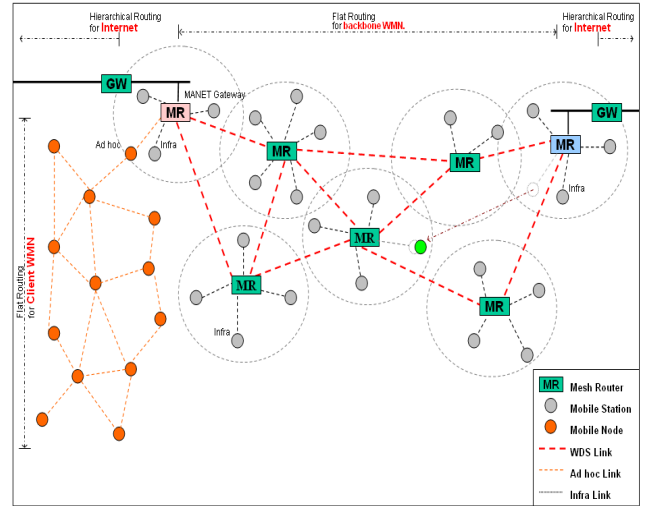 Hierarchical Routing
for Internet
Flat Routing
for backbone WMN.
Hierarchical Routing
for Internet
GW
MANET Gateway
GW
MR
MR
MR
MR
Ad hoc
Infra
Infra
MR
MR
MR
Infra
Flat Routing
for Client WMN
MR Mesh Router
Mobile Station
Mobile Node
WDS Link
Ad hoc Link
Infra Link